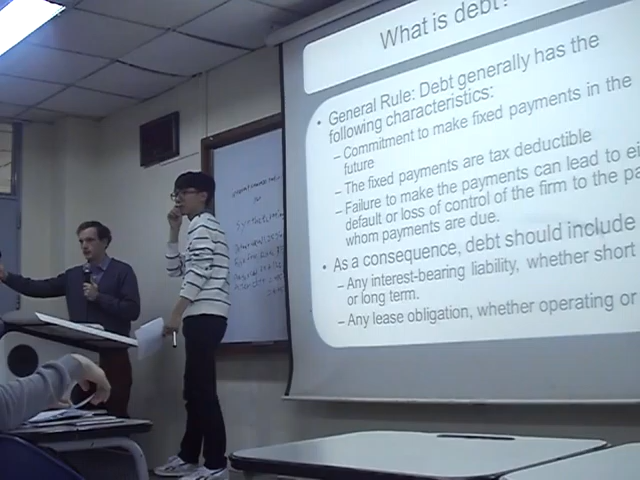 What is debt?
• General Rule: Debt generally has the
following characteristics:
– Commitment to make fixed payments in the
future
– The fixed payments are tax deductible
– Failure to make the payments can lead to
default or loss of control of the firm to the
whom payments are due.
• As a consequence, debt should include
– Any interest-bearing liability, whether short
or long term.
– Any lease obligation, whether operating or